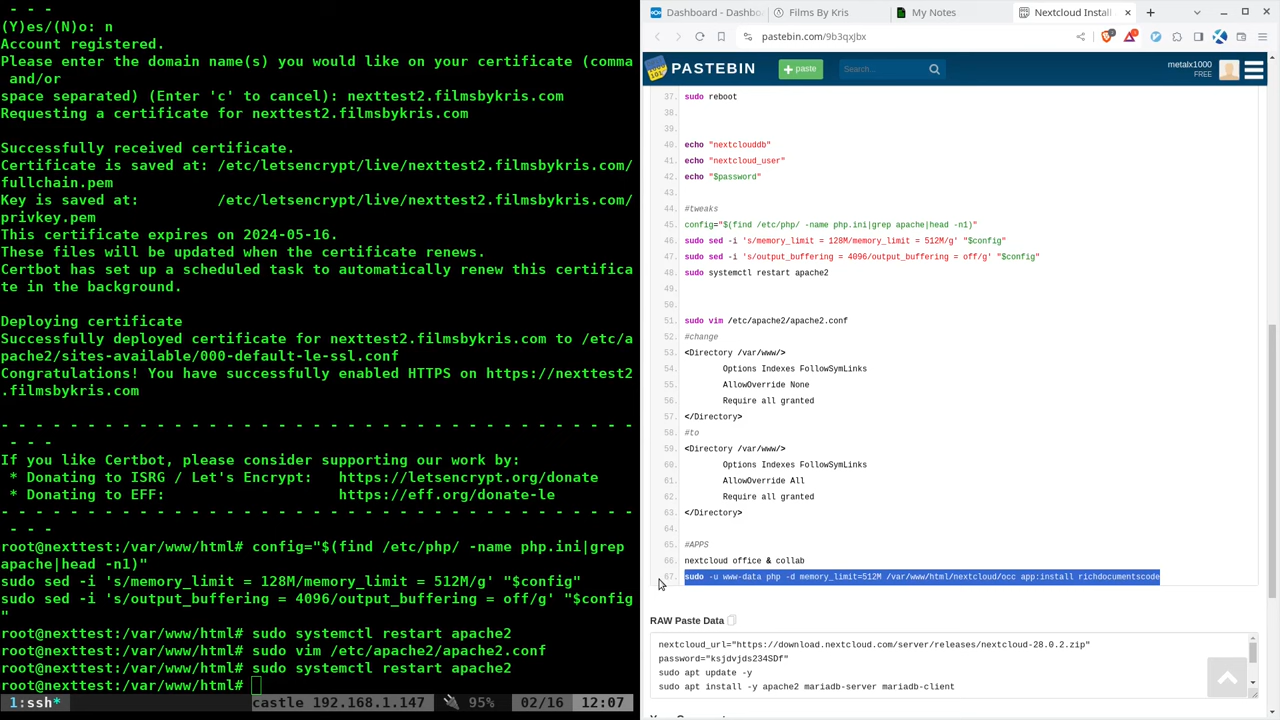 - - -
(Y)es/(N)o: n
Account registered.
Please enter the domain name(s) you would like on your certificate (comma
and/or
space separated) (Enter 'c' to cancel): nexttest2.filmsbykris.com
Requesting a certificate for nexttest2.filmsbykris.com
Successfully received certificate.
Certificate is saved at: /etc/letsencrypt/live/nexttest2.filmsbykris.com/
fullchain.pem
Key is saved at:         /etc/letsencrypt/live/nexttest2.filmsbykris.com/
privkey.pem
This certificate expires on 2024-05-16.
These files will be updated when the certificate renews.
Certbot has set up a scheduled task to automatically renew this certifica
te in the background.
Deploying certificate
Successfully deployed certificate for nexttest2.filmsbykris.com to /etc/a
pache2/sites-available/000-default-le-ssl.conf
Congratulations! You have successfully enabled HTTPS on https://nexttest2
.filmsbykris.com
- - - - - - - - - - - - - - - - - - - - - - - - - - - - - - - - - - - - -
- - -
If you like Certbot, please consider supporting our work by:
* Donating to ISRG / Let's Encrypt:   https://letsencrypt.org/donate
* Donating to EFF:                    https://eff.org/donate-le
- - - - - - - - - - - - - - - - - - - - - - - - - - - - - - - - - - - - -
- - -
root@nexttest:/var/www/html# config="$(find /etc/php/ -name php.ini|grep
apache|head -n1)"
sudo sed -i 's/memory_limit = 128M/memory_limit = 512M/g' "$config"
sudo sed -i 's/output_buffering = 4096/output_buffering = off/g' "$config
"
root@nexttest:/var/www/html# sudo systemctl restart apache2
root@nexttest:/var/www/html# sudo vim /etc/apache2/apache2.conf
root@nexttest:/var/www/html# sudo systemctl restart apache2
root@nexttest:/var/www/html#
1:ssh* castle 192.168.1.147 95% 02/16 12:07
Dashboard - Dashbo Films By Kris My Notes Nextcloud Instal
pastebin.com/9b3qxjbx
PASTEBIN + paste Search... metalx1000
FREE
37. sudo reboot
38.
39.
40. echo "nextclouddb"
41. echo "nextcloud_user"
42. echo "$password"
43.
44. #tweaks
45. config="$(find /etc/php/ -name php.ini|grep apache|head -n1)"
46. sudo sed -i 's/memory_limit = 128M/memory_limit = 512M/g' "$config"
47. sudo sed -i 's/output_buffering = 4096/output_buffering = off/g' "$config"
48. sudo systemctl restart apache2
49.
50.
51. sudo vim /etc/apache2/apache2.conf
52. #change
53. <Directory /var/www/>
54. Options Indexes FollowSymLinks
55. AllowOverride None
56. Require all granted
57. </Directory>
58. #to
59. <Directory /var/www/>
60. Options Indexes FollowSymLinks
61. AllowOverride All
62. Require all granted
63. </Directory>
64.
65. #APPS
66. nextcloud office & collab
67. sudo -u www-data php -d memory_limit=512M /var/www/html/nextcloud/occ app:install richdocumentscode
RAW Paste Data
nextcloud_url="https://download.nextcloud.com/server/releases/nextcloud-28.0.2.zip"
password="ksjdvjds234SDf"
sudo apt update -y
sudo apt install -y apache2 mariadb-server mariadb-client